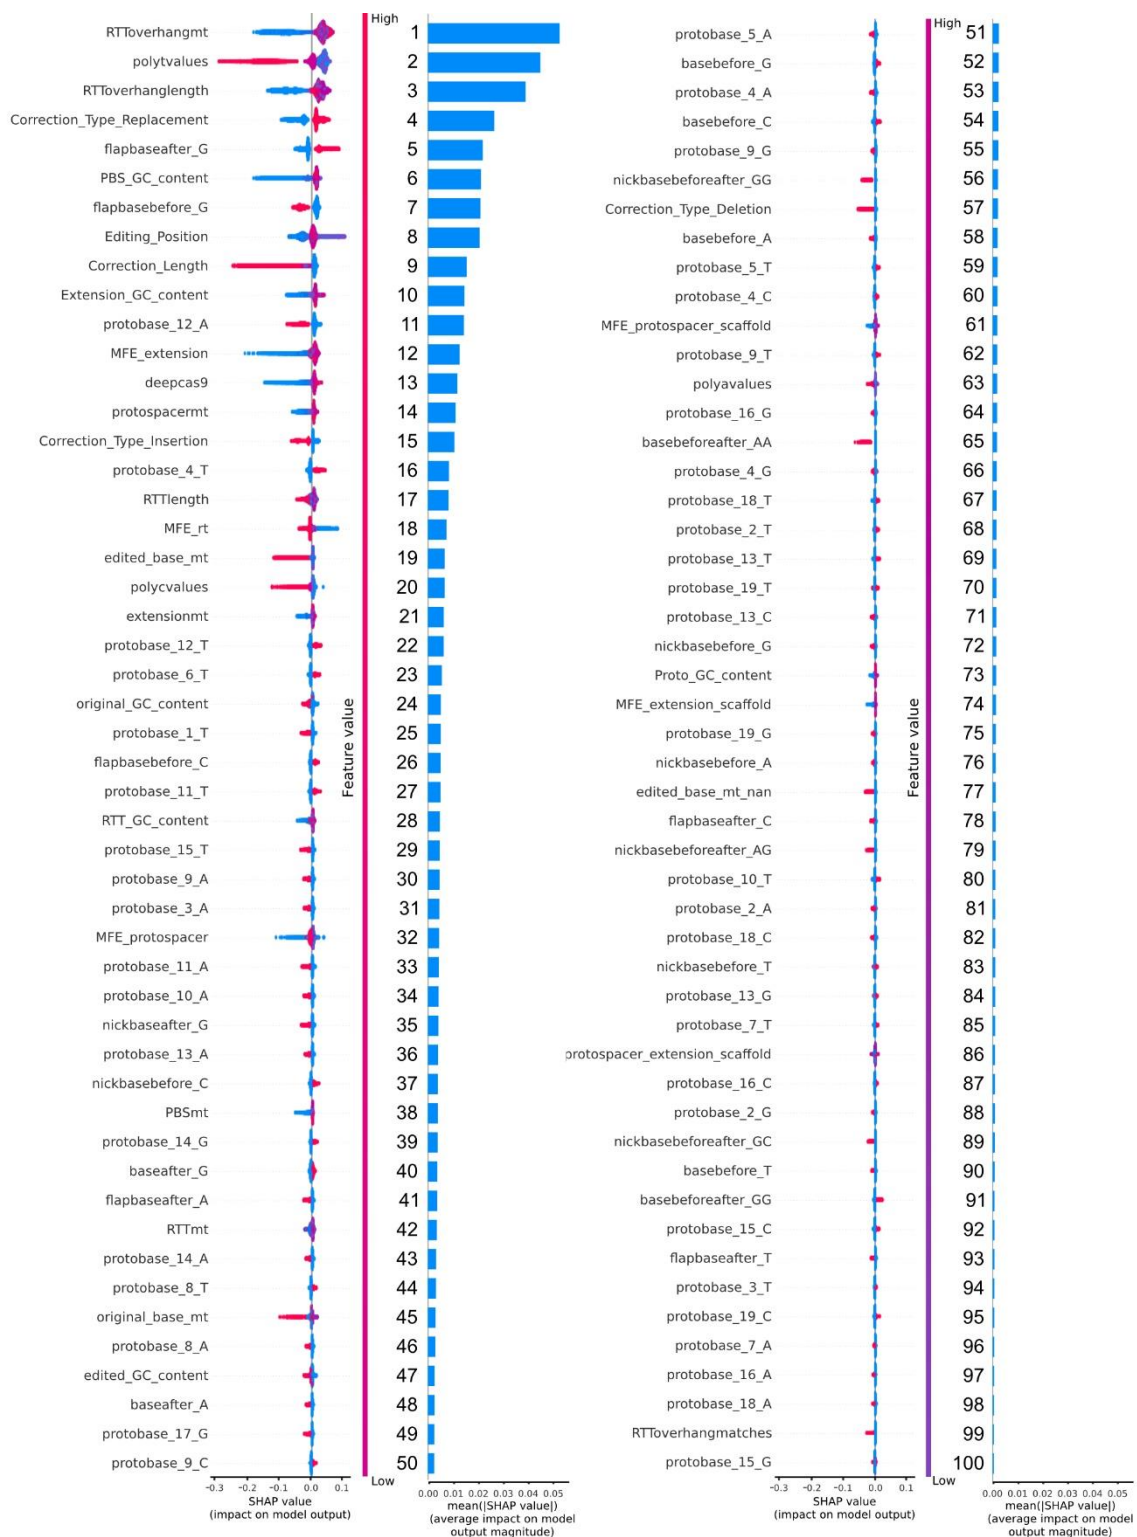 High
RTToverhangmt 1
polytvalues 2
RTToverhanglength 3
Correction_Type_Replacement 4
flapbaseafter_G 5
PBS_GC_content 6
flapbasebefore_G 7
Editing_Position 8
Correction_Length 9
Extension_GC_content 10
protobase_12_A 11
MFE_extension 12
deepcas9 13
protospacermt 14
Correction_Type_Insertion 15
protobase_4_T 16
RTTlength 17
MFE_rt 18
edited_base_mt 19
polycvalues 20
extensionmt 21
protobase_12_T 22
protobase_6_T 23
original_GC_content 24
protobase_1_T 25
flapbasebefore_C 26
protobase_11_T 27
RTT_GC_content 28
protobase_15_T 29
protobase_9_A 30
protobase_3_A 31
MFE_protospacer 32
protobase_11_A 33
protobase_10_A 34
nickbaseafter_G 35
protobase_13_A 36
nickbasebefore_C 37
PBSmt 38
protobase_14_G 39
baseafter_G 40
flapbaseafter_A 41
RTTmt 42
protobase_14_A 43
protobase_8_T 44
original_base_mt 45
protobase_8_A 46
edited_GC_content 47
baseafter_A 48
protobase_17_G 49
protobase_9_C 50
Feature value
Low
−0.3 −0.2 −0.1 0.0 0.1
SHAP value
(impact on model output)
0.00 0.01 0.02 0.03 0.04 0.05
mean(|SHAP value|)
(average impact on model
output magnitude)
High
protobase_5_A 51
basebefore_G 52
protobase_4_A 53
basebefore_C 54
protobase_9_G 55
nickbasebeforeafter_GG 56
Correction_Type_Deletion 57
basebefore_A 58
protobase_5_T 59
protobase_4_C 60
MFE_protospacer_scaffold 61
protobase_9_T 62
polyavalues 63
protobase_16_G 64
basebeforeafter_AA 65
protobase_4_G 66
protobase_18_T 67
protobase_2_T 68
protobase_13_T 69
protobase_19_T 70
protobase_13_C 71
nickbasebefore_G 72
Proto_GC_content 73
MFE_extension_scaffold 74
protobase_19_G 75
nickbasebefore_A 76
edited_base_mt_nan 77
flapbaseafter_C 78
nickbasebeforeafter_AG 79
protobase_10_T 80
protobase_2_A 81
protobase_18_C 82
nickbasebefore_T 83
protobase_13_G 84
protobase_7_T 85
protospacer_extension_scaffold 86
protobase_16_C 87
protobase_2_G 88
nickbasebeforeafter_GC 89
basebefore_T 90
basebeforeafter_GG 91
protobase_15_C 92
flapbaseafter_T 93
protobase_3_T 94
protobase_19_C 95
protobase_7_A 96
protobase_16_A 97
protobase_18_A 98
RTToverhangmatches 99
protobase_15_G 100
Feature value
Low
−0.3 −0.2 −0.1 0.0 0.1
SHAP value
(impact on model output)
0.00 0.01 0.02 0.03 0.04 0.05
mean(|SHAP value|)
(average impact on model
output magnitude)